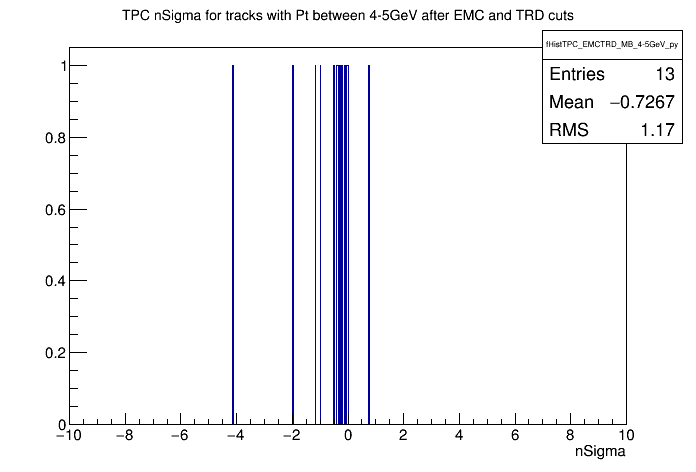 TPC nSigma for tracks with Pt between 4-5GeV after EMC and TRD cuts
fHistTPC_EMCTRD_MB_4-5GeV_py
Entries 13
Mean −0.7267
RMS 1.17
1
0.8
0.6
0.4
0.2
0
−10 −8 −6 −4 −2 0 2 4 6 8 10
nSigma